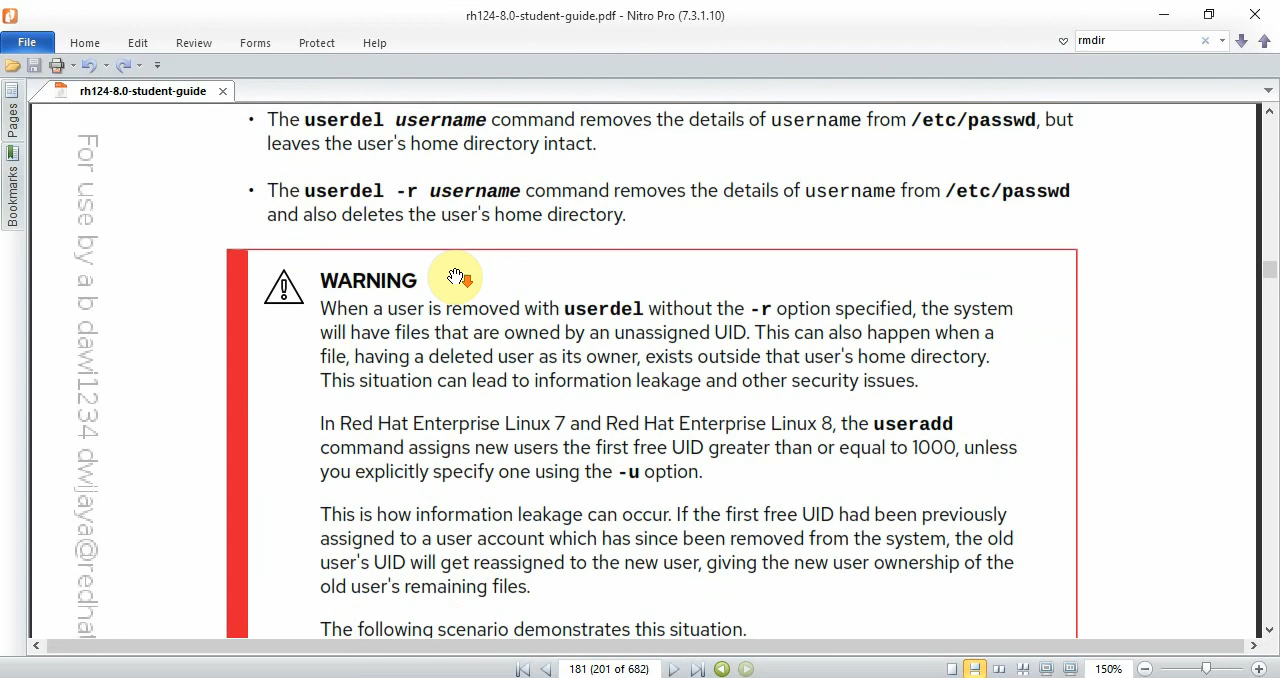 rh124-8.0-student-guide.pdf - Nitro Pro (7.3.1.10)
File Home Edit Review Forms Protect Help
rmdir
rh124-8.0-student-guide
Pages
Bookmarks
For use by a b dawi1234 dwijaya@redhat
• The userdel username command removes the details of username from /etc/passwd, but
leaves the user's home directory intact.
• The userdel -r username command removes the details of username from /etc/passwd
and also deletes the user's home directory.
WARNING
When a user is removed with userdel without the -r option specified, the system
will have files that are owned by an unassigned UID. This can also happen when a
file, having a deleted user as its owner, exists outside that user's home directory.
This situation can lead to information leakage and other security issues.
In Red Hat Enterprise Linux 7 and Red Hat Enterprise Linux 8, the useradd
command assigns new users the first free UID greater than or equal to 1000, unless
you explicitly specify one using the -u option.
This is how information leakage can occur. If the first free UID had been previously
assigned to a user account which has since been removed from the system, the old
user's UID will get reassigned to the new user, giving the new user ownership of the
old user's remaining files.
The following scenario demonstrates this situation.
181 (201 of 682)
150%